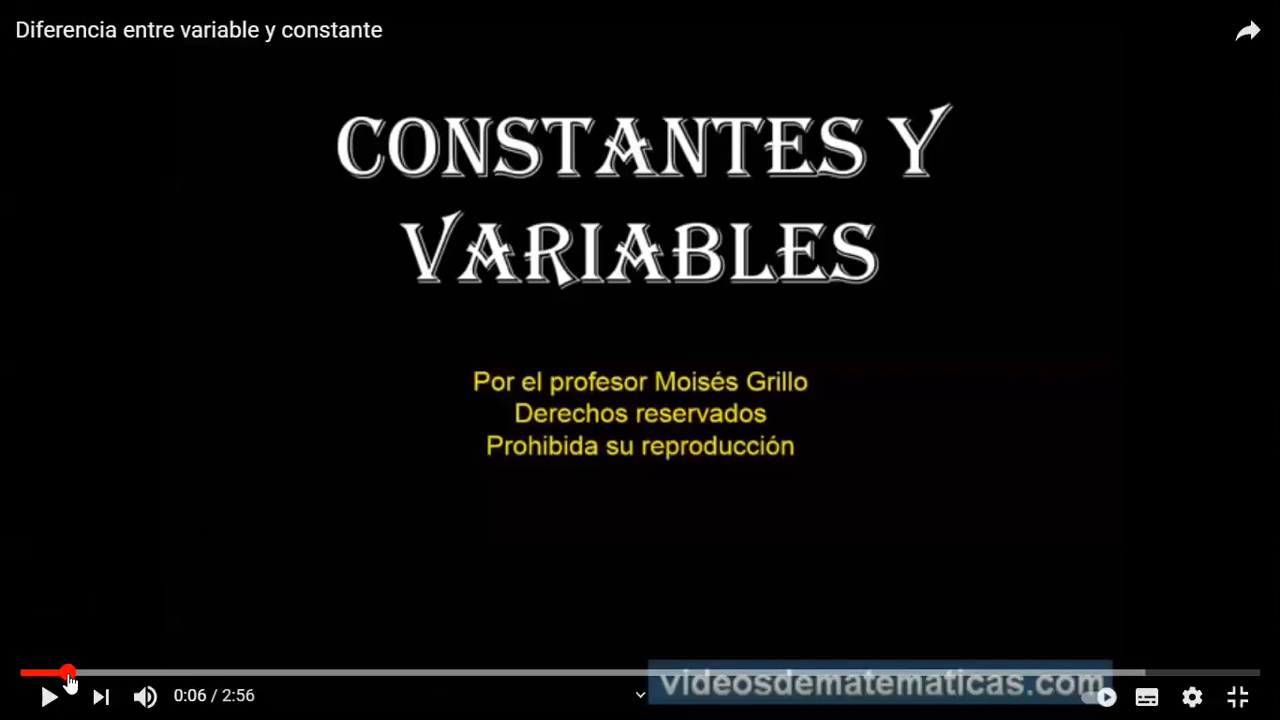 Diferencia entre variable y constante
CONSTANTES Y
VARIABLES
Por el profesor Moisés Grillo
Derechos reservados
Prohibida su reproducción
videosdematematicas.com
0:06 / 2:56